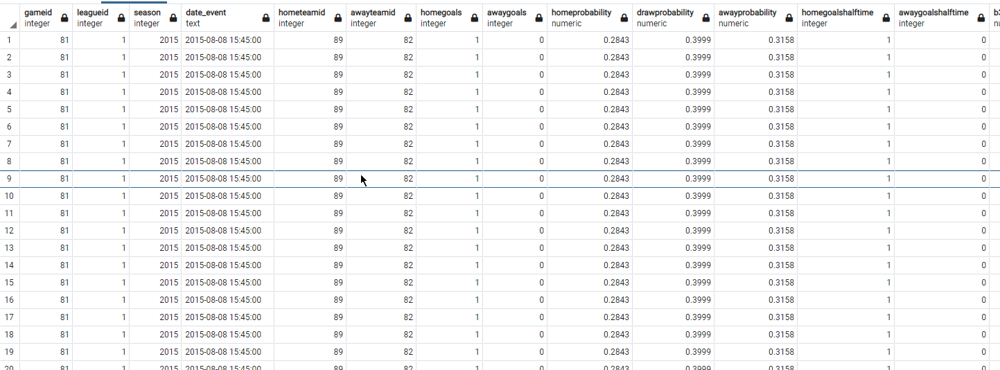 gameid leagueid season date_event hometeamid awayteamid homegoals awaygoals homeprobability drawprobability awayprobability homegoalshalftime awaygoalshalftime
integer integer integer text integer integer integer integer numeric numeric numeric integer integer
1 81 1 2015 2015-08-08 15:45:00 89 82 1 0 0.2843 0.3999 0.3158 1 0
2 81 1 2015 2015-08-08 15:45:00 89 82 1 0 0.2843 0.3999 0.3158 1 0
3 81 1 2015 2015-08-08 15:45:00 89 82 1 0 0.2843 0.3999 0.3158 1 0
4 81 1 2015 2015-08-08 15:45:00 89 82 1 0 0.2843 0.3999 0.3158 1 0
5 81 1 2015 2015-08-08 15:45:00 89 82 1 0 0.2843 0.3999 0.3158 1 0
6 81 1 2015 2015-08-08 15:45:00 89 82 1 0 0.2843 0.3999 0.3158 1 0
7 81 1 2015 2015-08-08 15:45:00 89 82 1 0 0.2843 0.3999 0.3158 1 0
8 81 1 2015 2015-08-08 15:45:00 89 82 1 0 0.2843 0.3999 0.3158 1 0
9 81 1 2015 2015-08-08 15:45:00 89 82 1 0 0.2843 0.3999 0.3158 1 0
10 81 1 2015 2015-08-08 15:45:00 89 82 1 0 0.2843 0.3999 0.3158 1 0
11 81 1 2015 2015-08-08 15:45:00 89 82 1 0 0.2843 0.3999 0.3158 1 0
12 81 1 2015 2015-08-08 15:45:00 89 82 1 0 0.2843 0.3999 0.3158 1 0
13 81 1 2015 2015-08-08 15:45:00 89 82 1 0 0.2843 0.3999 0.3158 1 0
14 81 1 2015 2015-08-08 15:45:00 89 82 1 0 0.2843 0.3999 0.3158 1 0
15 81 1 2015 2015-08-08 15:45:00 89 82 1 0 0.2843 0.3999 0.3158 1 0
16 81 1 2015 2015-08-08 15:45:00 89 82 1 0 0.2843 0.3999 0.3158 1 0
17 81 1 2015 2015-08-08 15:45:00 89 82 1 0 0.2843 0.3999 0.3158 1 0
18 81 1 2015 2015-08-08 15:45:00 89 82 1 0 0.2843 0.3999 0.3158 1 0
19 81 1 2015 2015-08-08 15:45:00 89 82 1 0 0.2843 0.3999 0.3158 1 0
20 81 1 2015 2015-08-08 15:45:00 89 82 1 0 0.2843 0.3999 0.3158 1 0